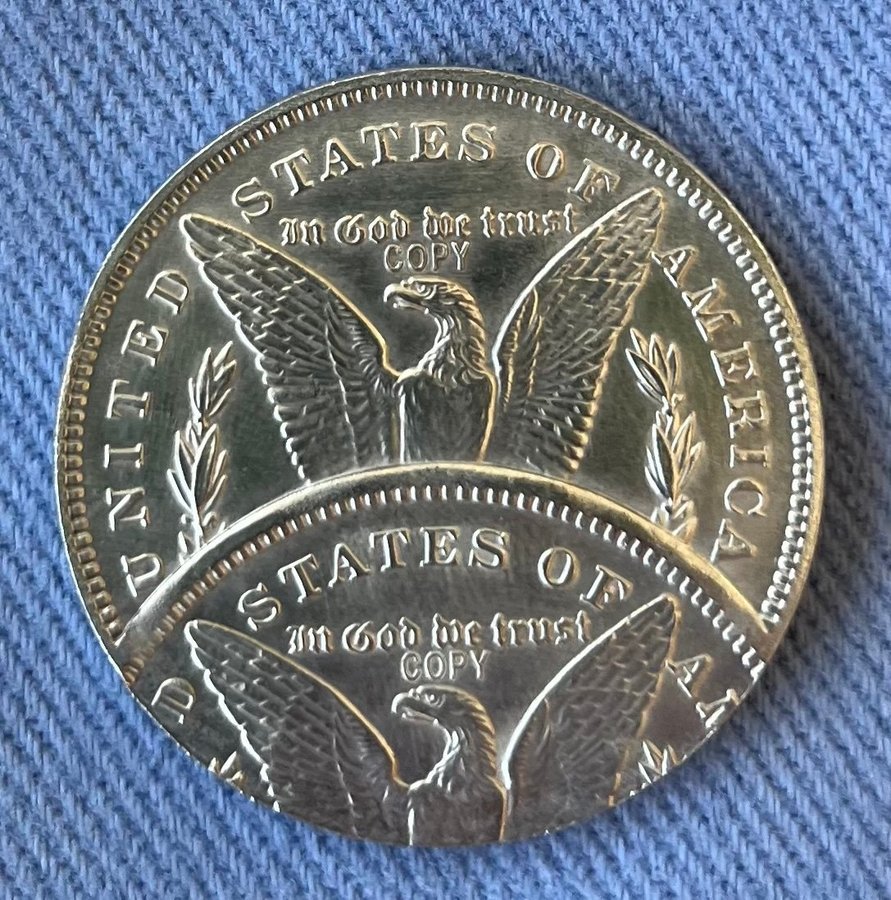 UNITED STATES OF AMERICA
In God we trust
COPY
D STATES OF A
In God we trust
COPY